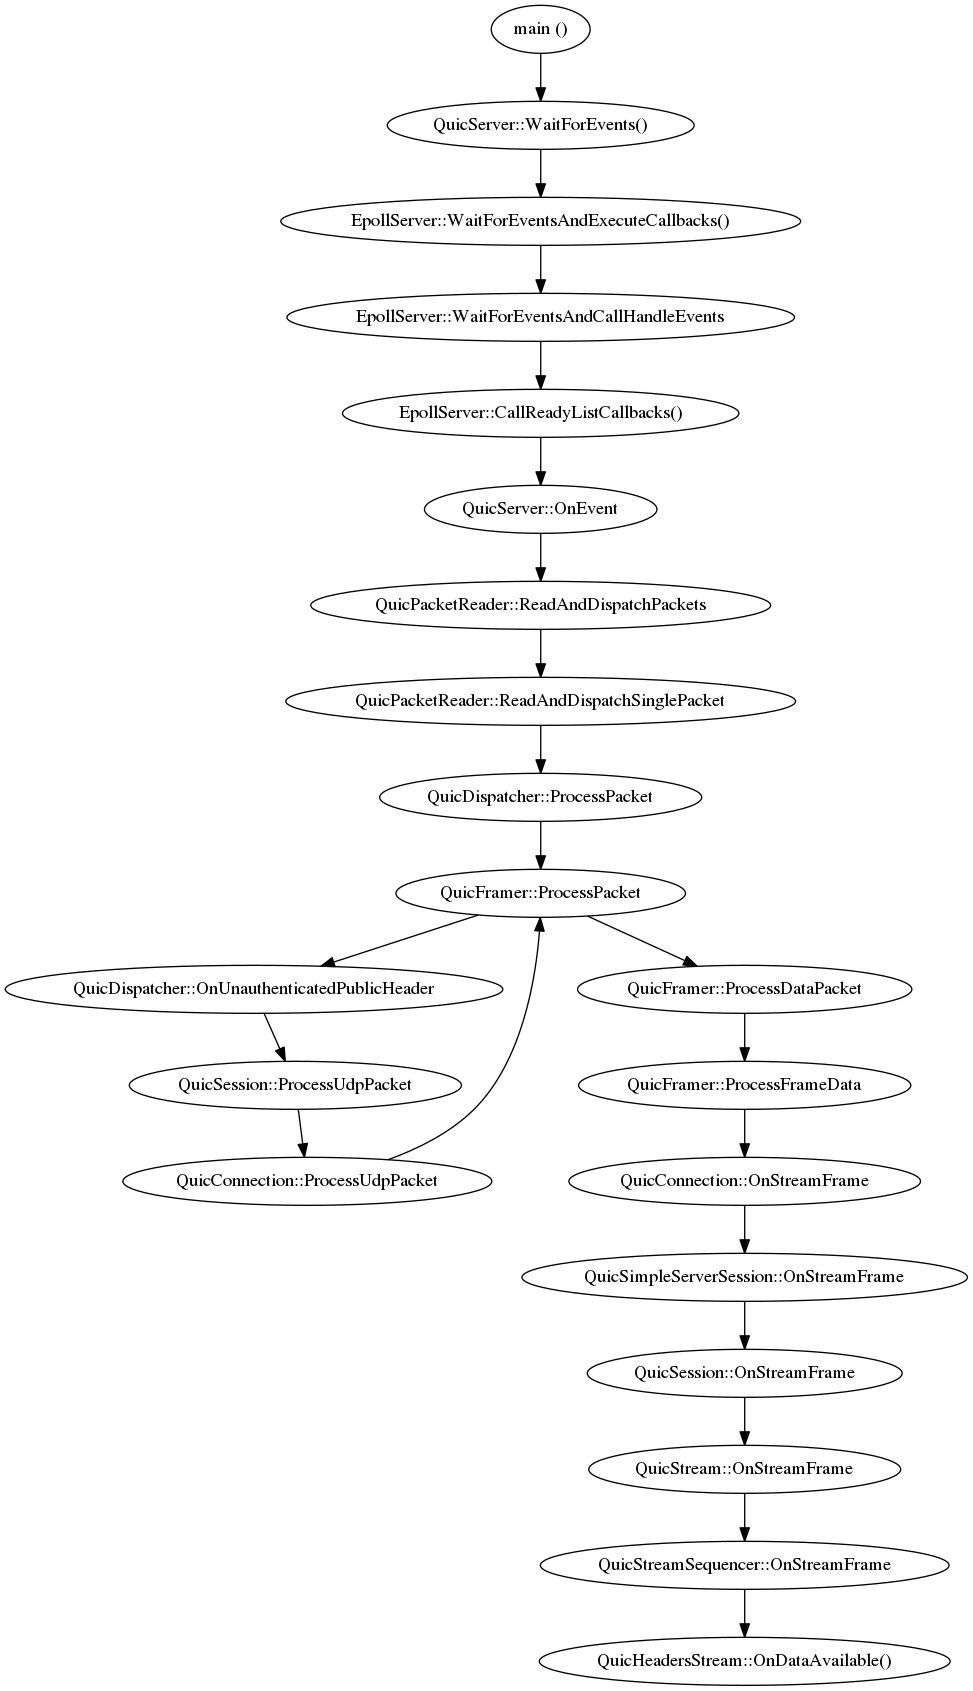 main ()
QuicServer::WaitForEvents()
EpollServer::WaitForEventsAndExecuteCallbacks()
EpollServer::WaitForEventsAndCallHandleEvents
EpollServer::CallReadyListCallbacks()
QuicServer::OnEvent
QuicPacketReader::ReadAndDispatchPackets
QuicPacketReader::ReadAndDispatchSinglePacket
QuicDispatcher::ProcessPacket
QuicFramer::ProcessPacket
QuicDispatcher::OnUnauthenticatedPublicHeader
QuicFramer::ProcessDataPacket
QuicSession::ProcessUdpPacket
QuicFramer::ProcessFrameData
QuicConnection::ProcessUdpPacket
QuicConnection::OnStreamFrame
QuicSimpleServerSession::OnStreamFrame
QuicSession::OnStreamFrame
QuicStream::OnStreamFrame
QuicStreamSequencer::OnStreamFrame
QuicHeadersStream::OnDataAvailable()